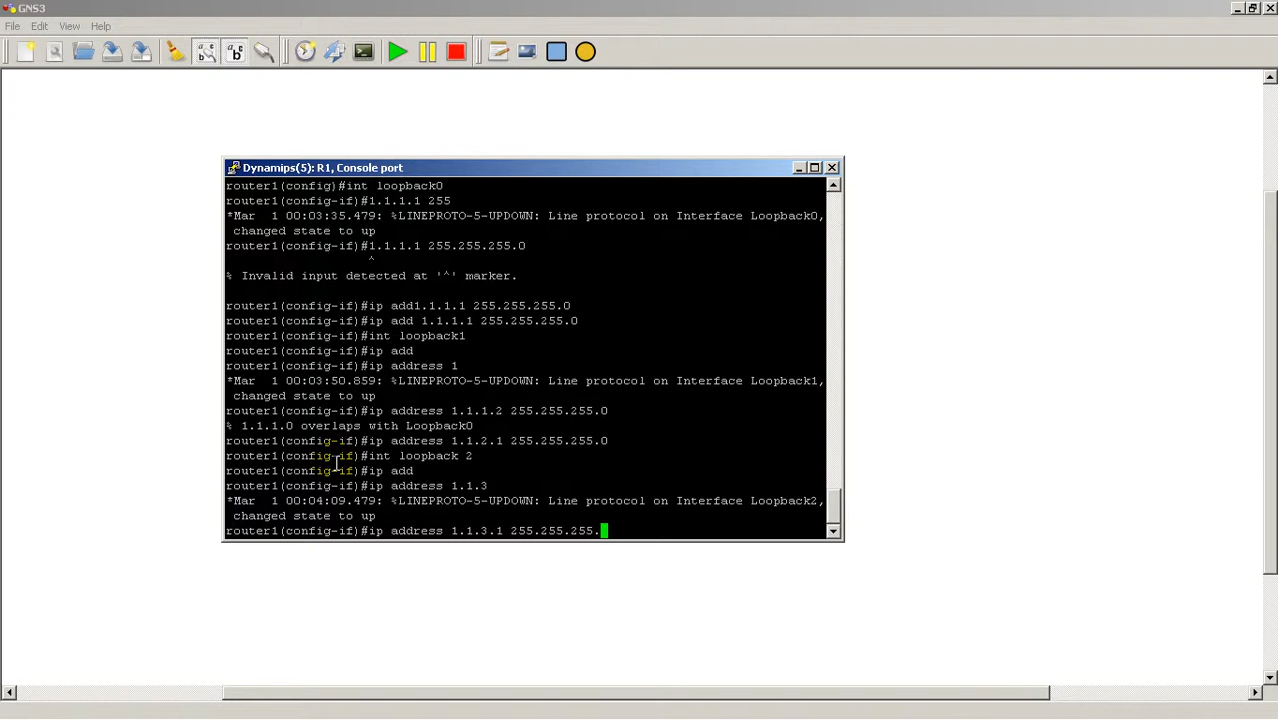 GNS3
File Edit View Help
Dynamips(5): R1, Console port
router1(config)#int loopback0
router1(config-if)#1.1.1.1 255
*Mar  1 00:03:35.479: %LINEPROTO-5-UPDOWN: Line protocol on Interface Loopback0,
 changed state to up
router1(config-if)#1.1.1.1 255.255.255.0
^
% Invalid input detected at '^' marker.
router1(config-if)#ip add1.1.1.1 255.255.255.0
router1(config-if)#ip add 1.1.1.1 255.255.255.0
router1(config-if)#int loopback1
router1(config-if)#ip add
router1(config-if)#ip address 1
*Mar  1 00:03:50.859: %LINEPROTO-5-UPDOWN: Line protocol on Interface Loopback1,
 changed state to up
router1(config-if)#ip address 1.1.1.2 255.255.255.0
% 1.1.1.0 overlaps with Loopback0
router1(config-if)#ip address 1.1.2.1 255.255.255.0
router1(config-if)#int loopback 2
router1(config-if)#ip add
router1(config-if)#ip address 1.1.3
*Mar  1 00:04:09.479: %LINEPROTO-5-UPDOWN: Line protocol on Interface Loopback2,
 changed state to up
router1(config-if)#ip address 1.1.3.1 255.255.255.